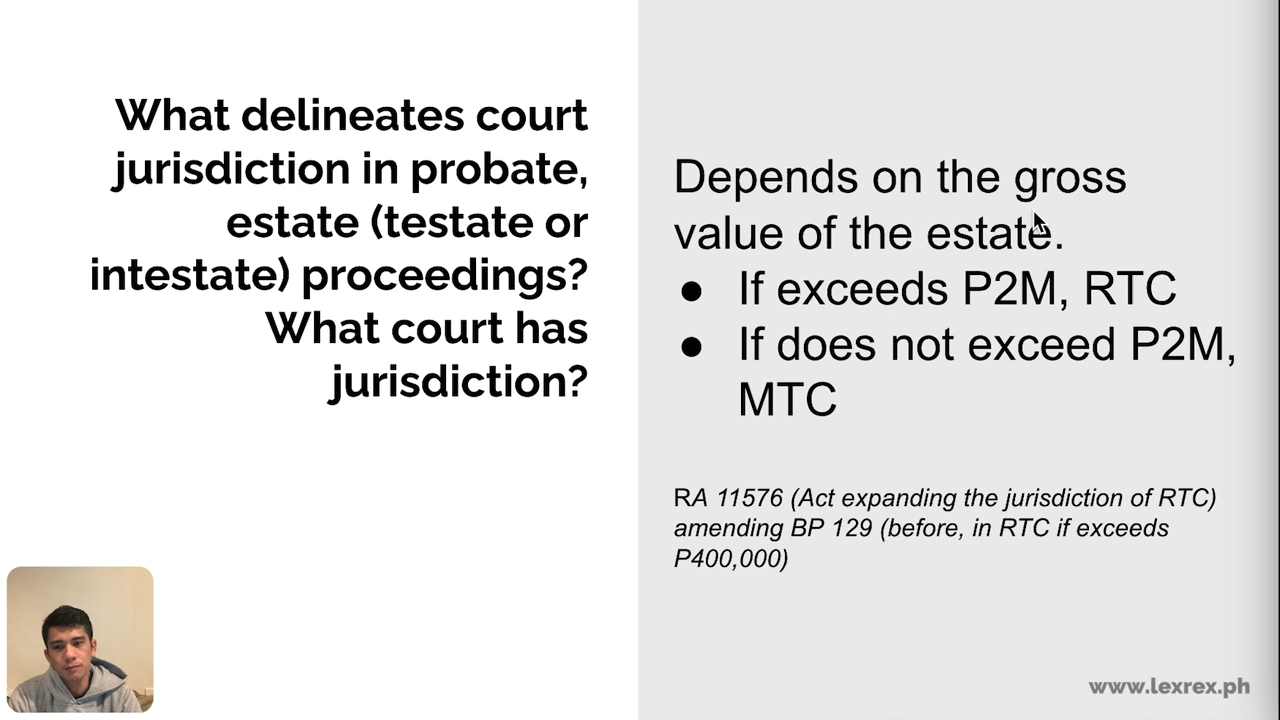 What delineates court
jurisdiction in probate,
estate (testate or
intestate) proceedings?
What court has
jurisdiction?
Depends on the gross
value of the estate.
● If exceeds P2M, RTC
● If does not exceed P2M,
MTC
RA 11576 (Act expanding the jurisdiction of RTC)
amending BP 129 (before, in RTC if exceeds
P400,000)
www.lexrex.ph